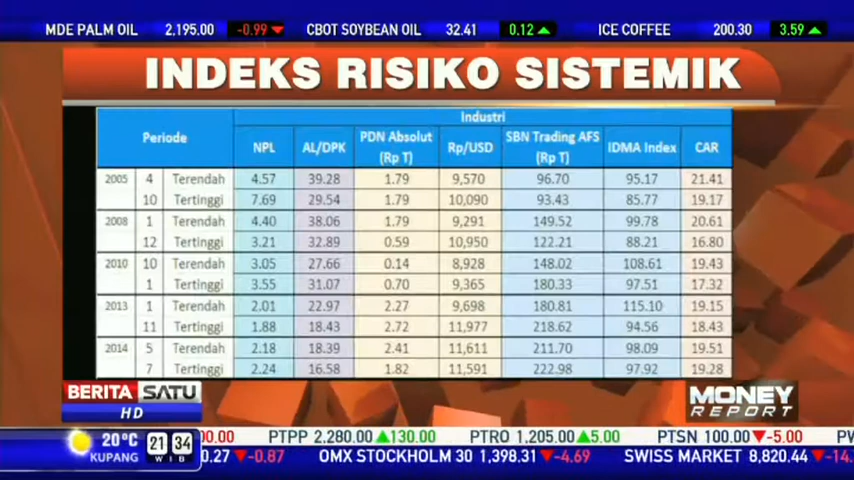 MDE PALM OIL 2,195.00 -0.99 CBOT SOYBEAN OIL 32.41 0.12 ICE COFFEE 200.30 3.59
INDEKS RISIKO SISTEMIK
Periode Industri
NPL AL/DPK PDN Absolut (Rp T) Rp/USD SBN Trading AFS (Rp T) IDMA Index CAR
2005 4 Terendah 4.57 39.28 1.79 9,570 96.70 95.17 21.41
10 Tertinggi 7.69 29.54 1.79 10,090 93.43 85.77 19.17
2008 1 Terendah 4.40 38.06 1.79 9,291 149.52 99.78 20.61
12 Tertinggi 3.21 32.89 0.59 10,950 122.21 88.21 16.80
2010 10 Terendah 3.05 27.66 0.14 8,928 148.02 108.61 19.43
1 Tertinggi 3.55 31.07 0.70 9,365 180.33 97.51 17.32
2013 1 Terendah 2.01 22.97 2.27 9,698 180.81 115.10 19.15
11 Tertinggi 1.88 18.43 2.72 11,977 218.62 94.56 18.43
2014 5 Terendah 2.18 18.39 2.41 11,611 211.70 98.09 19.51
7 Tertinggi 2.24 16.58 1.82 11,591 222.98 97.92 19.28
BERITA SATU
HD
MONEY
REPORT
20°C
KUPANG
21 34
WIB
00.00 PTPP 2,280.00 130.00 PTRO 1,205.00 5.00 PTSN 100.00 -5.00
0.27 -0.87 OMX STOCKHOLM 30 1,398.31 -4.69 SWISS MARKET 8,820.44 -14.